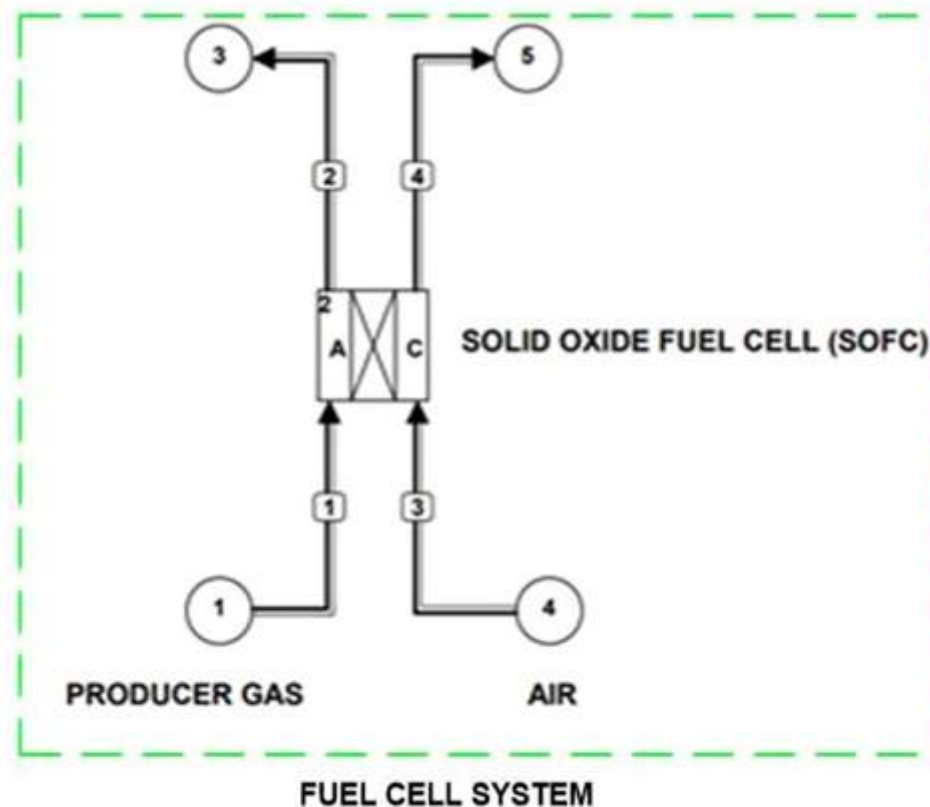 3
5
2
4
2
A
C
SOLID OXIDE FUEL CELL (SOFC)
1
3
1
4
PRODUCER GAS
AIR
FUEL CELL SYSTEM